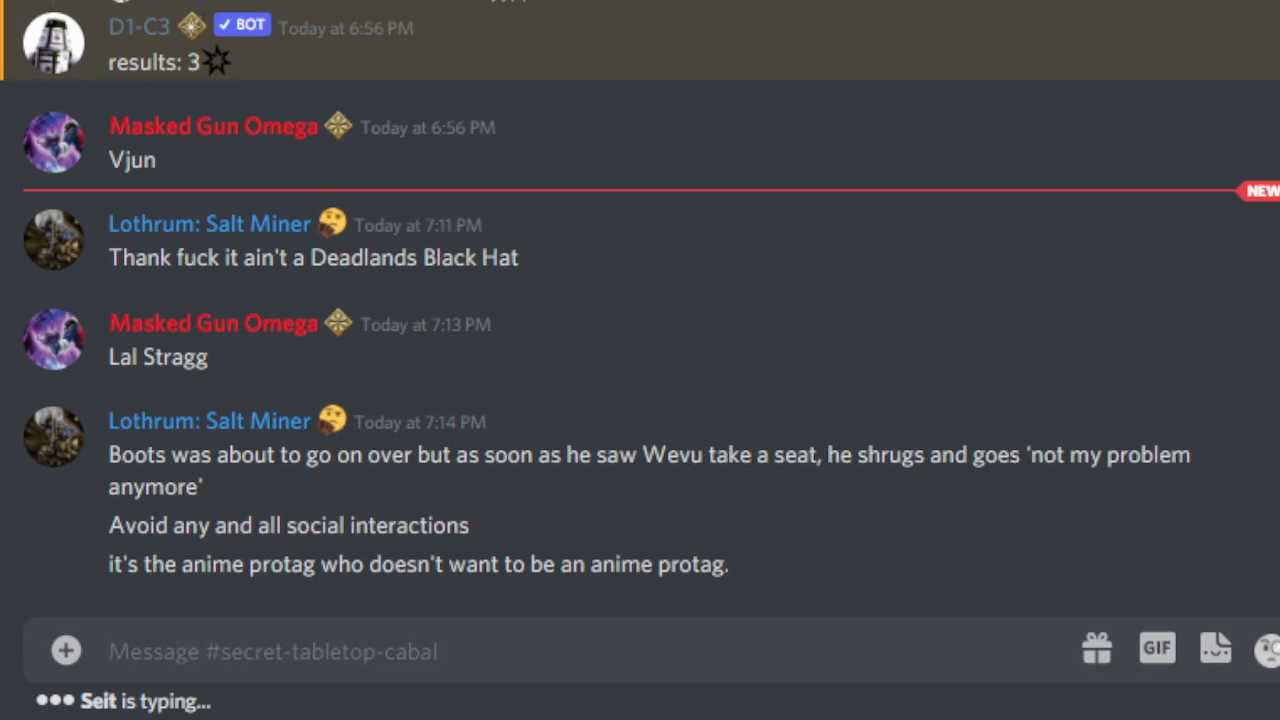 D1-C3 ✓ BOT Today at 6:56 PM
results: 3
Masked Gun Omega Today at 6:56 PM
Vjun
NEW
Lothrum: Salt Miner Today at 7:11 PM
Thank fuck it ain't a Deadlands Black Hat
Masked Gun Omega Today at 7:13 PM
Lal Stragg
Lothrum: Salt Miner Today at 7:14 PM
Boots was about to go on over but as soon as he saw Wevu take a seat, he shrugs and goes 'not my problem
anymore'
Avoid any and all social interactions
it's the anime protag who doesn't want to be an anime protag.
Message #secret-tabletop-cabal
GIF
Seit is typing...